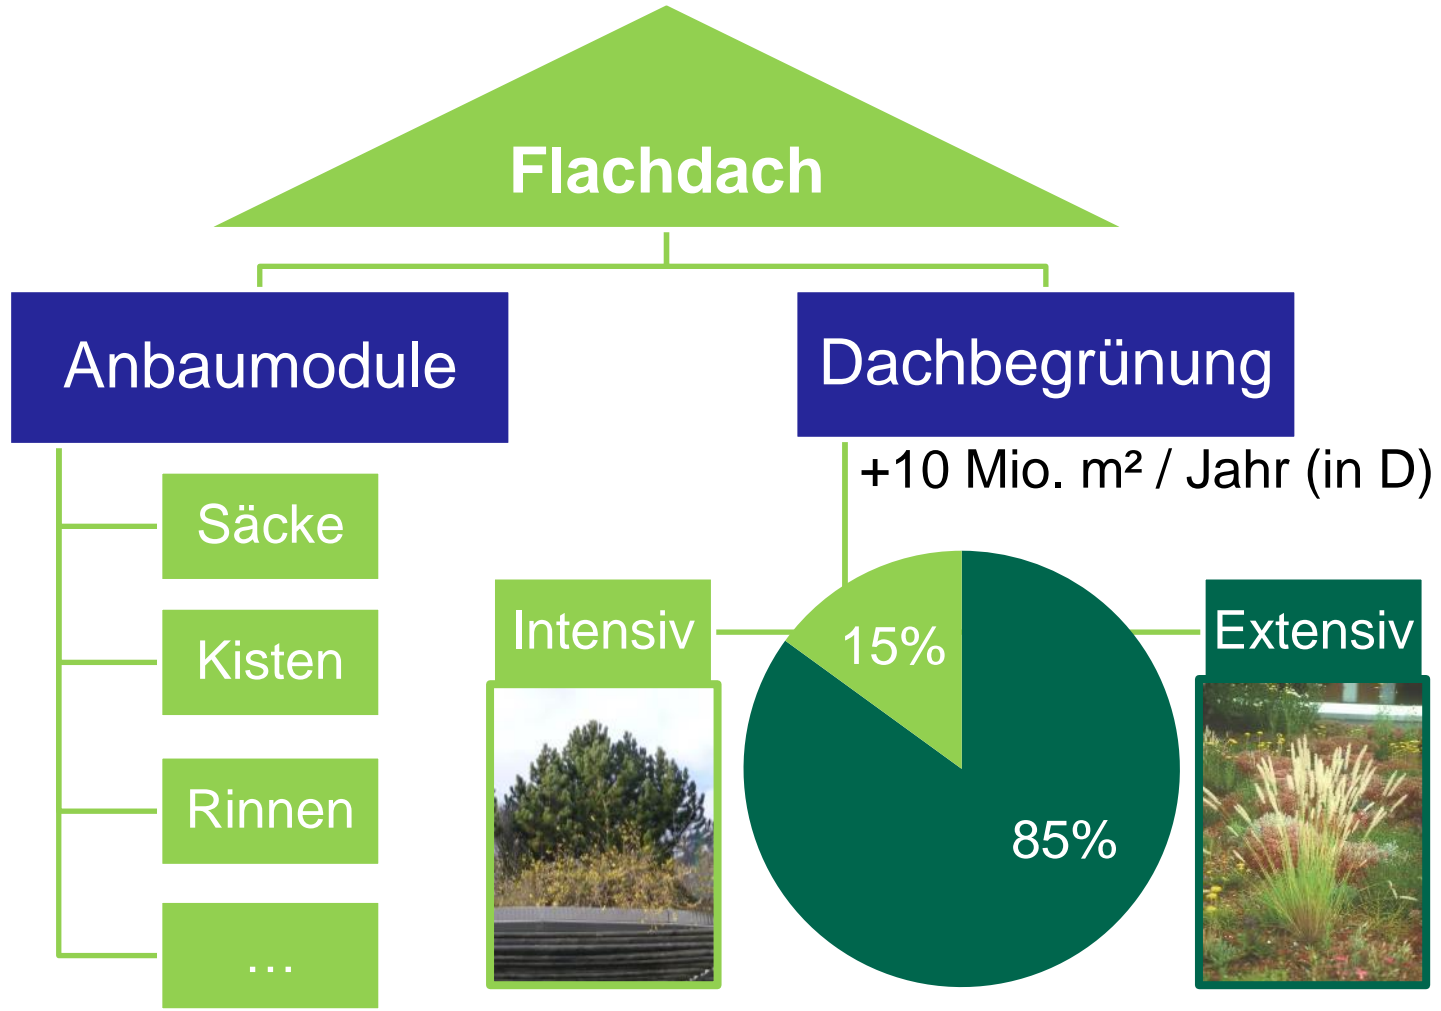 Flachdach
Anbaumodule
Dachbegrünung
+10 Mio. m² / Jahr (in D)
Säcke
Kisten
Rinnen
...
Intensiv
15%
85%
Extensiv